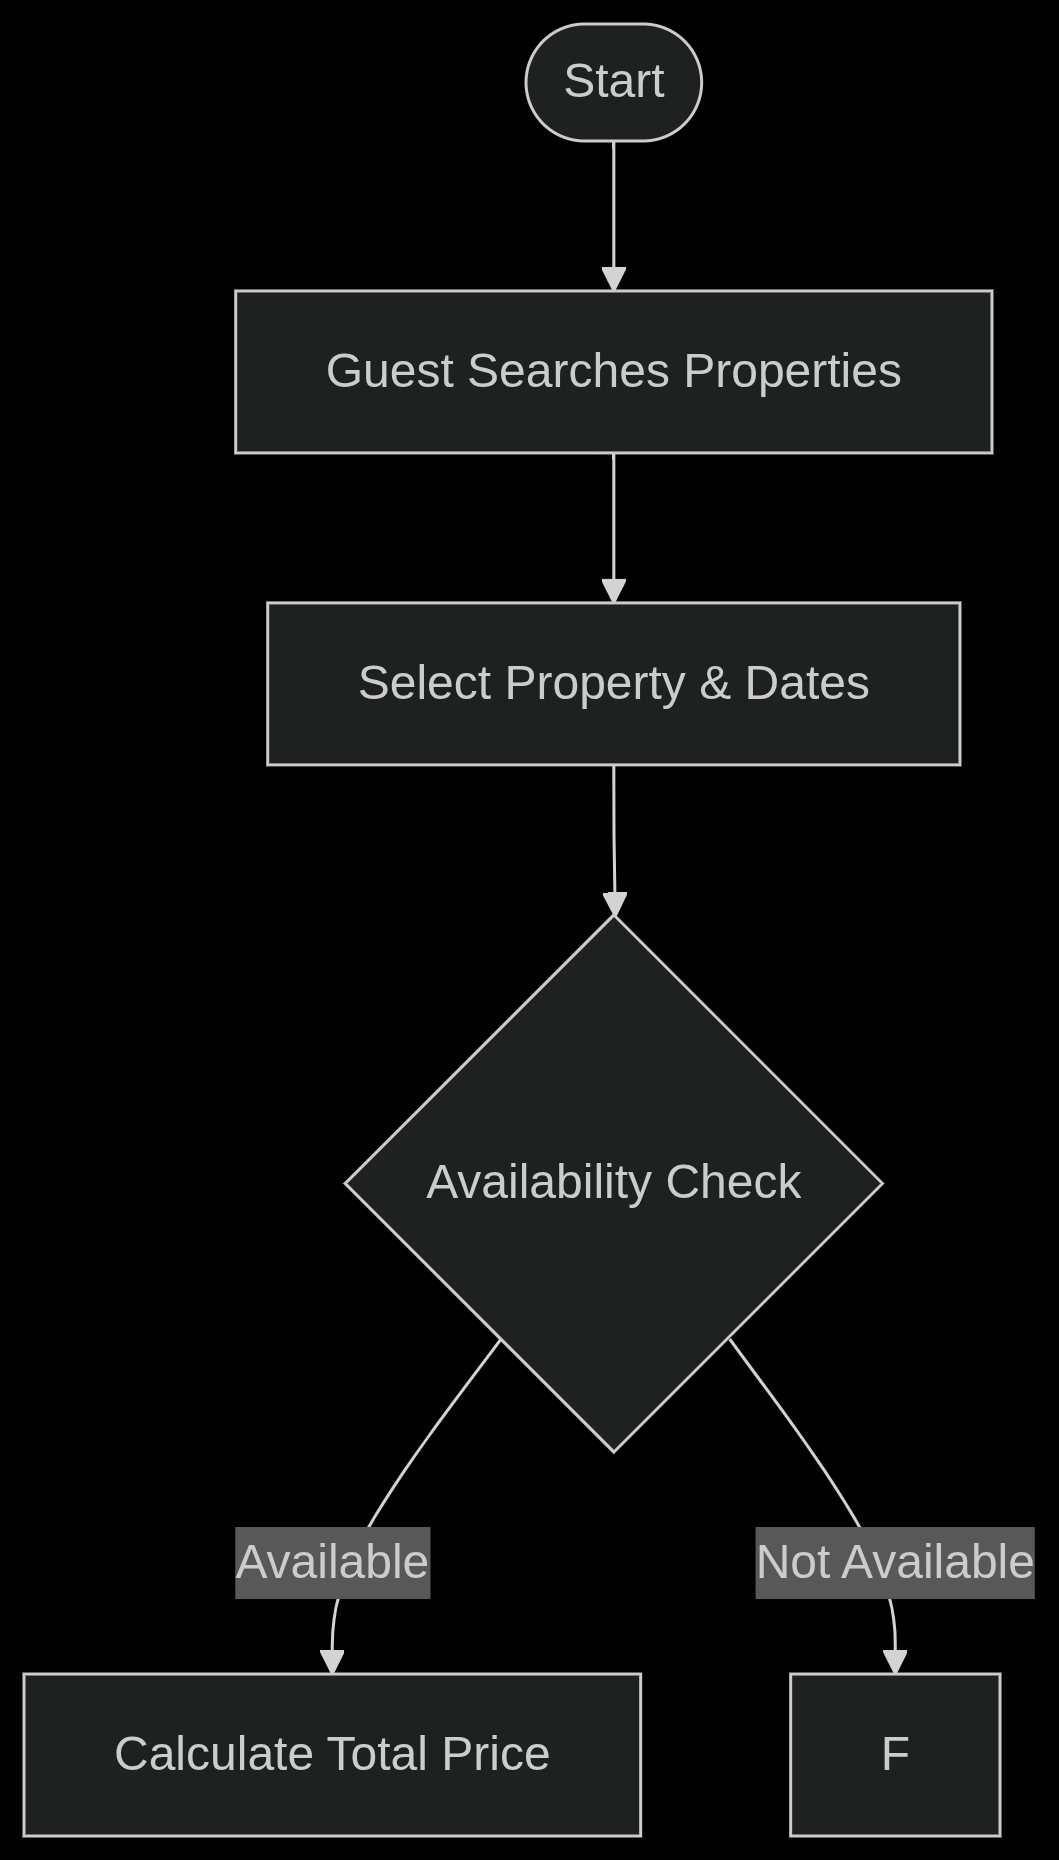 Start
Guest Searches Properties
Select Property & Dates
Availability Check
Available
Not Available
Calculate Total Price
F